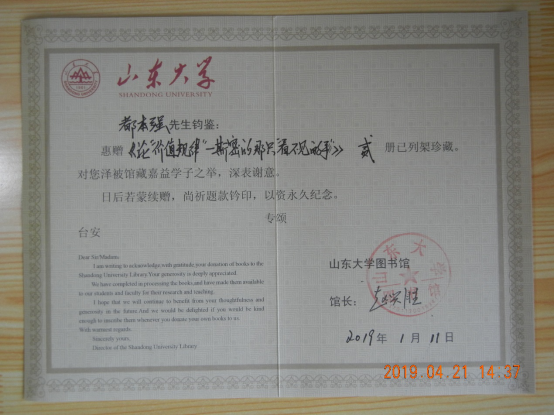 山东大学
SHANDONG UNIVERSITY
都本强先生钧鉴：
惠赠《论“价值规律”—斯密的那只看不见的手》贰册已列架珍藏。
对您泽被馆藏嘉益学子之举，深表谢意。
日后若蒙续赠，尚祈题款钤印，以资永久纪念。
专颂
台安
Dear Sir/Madam:
I am writing to acknowledge with gratitude your donation of books to the
Shandong University Library. Your generosity is deeply appreciated.
We have completed in processing the books, and have made them available
to our students and faculty for their research and teaching.
I hope that we will continue to benefit from your thoughtfulness and
generosity in the future. And we would be delighted if you would be kind
enough to inscribe them whenever you donate your own books to us.
With warmest regards.
Sincerely yours,
Director of the Shandong University Library
山东大学图书馆
馆长：
2019年1月11日
2019.04.21 14:37